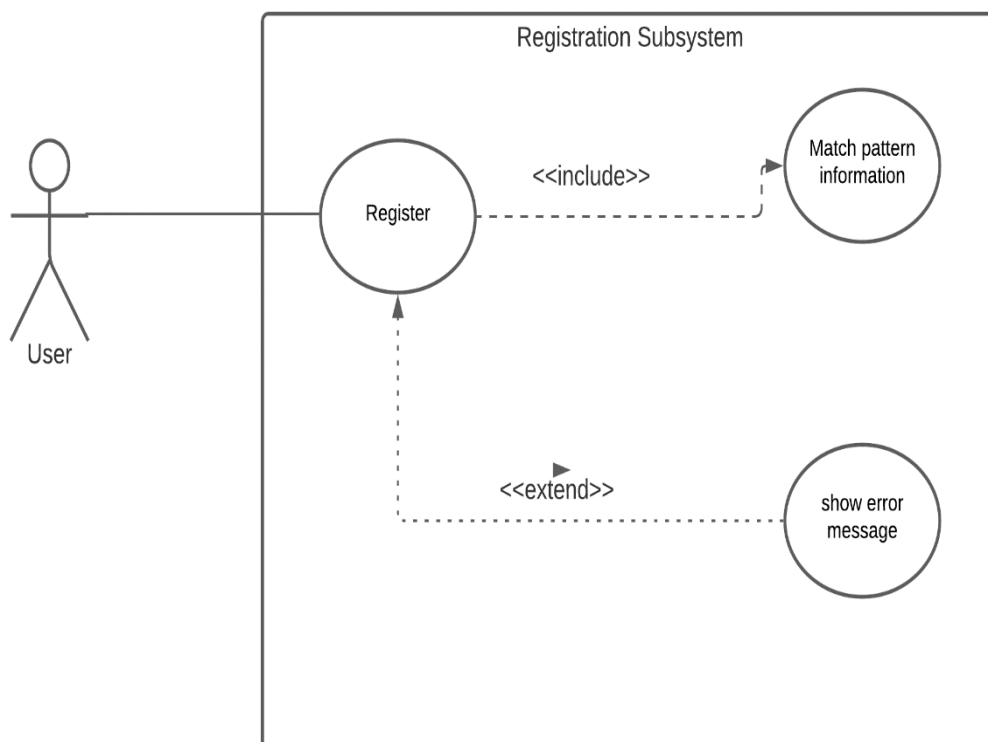 Registration Subsystem
Match pattern
information
<<include>>
Register
User
<<extend>>
show error
message